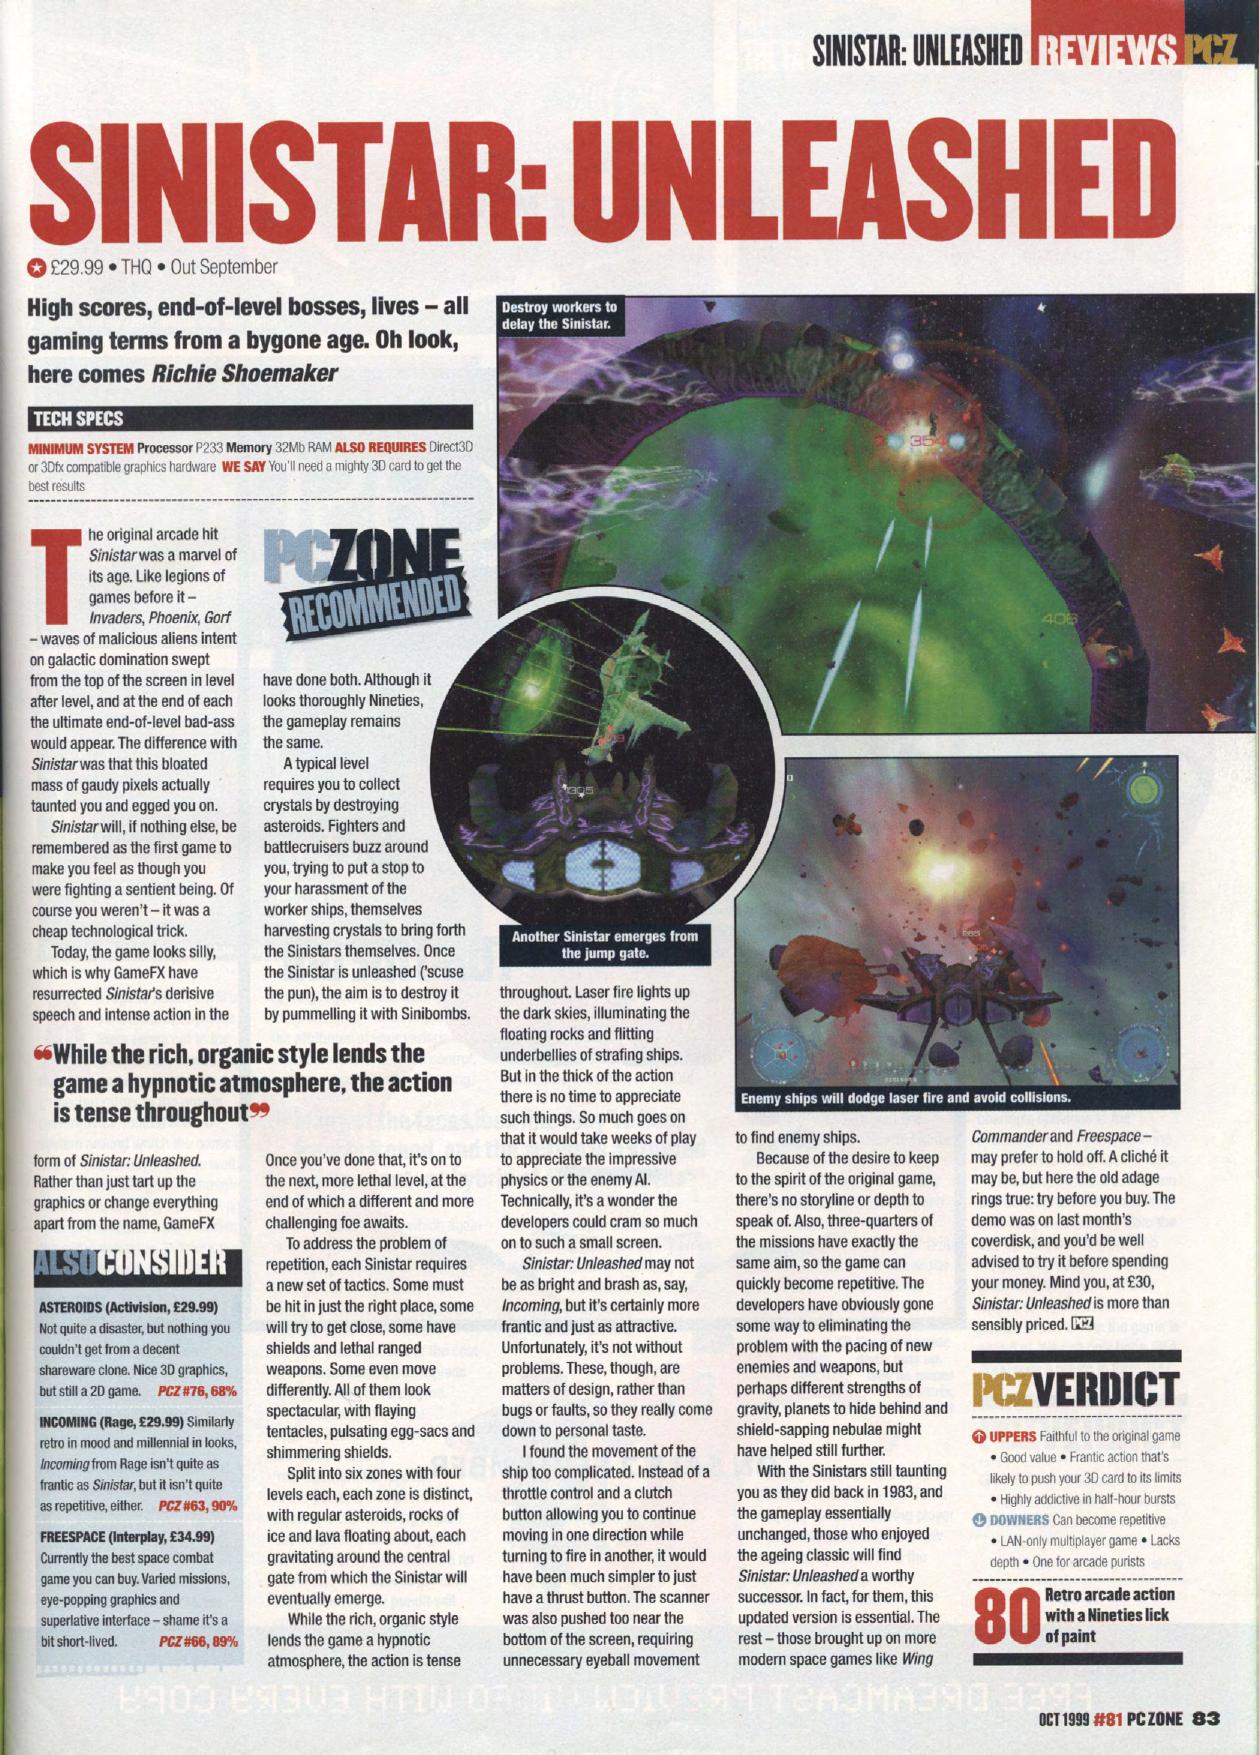 SINISTAR: UNLEASHED REVIEWS PCZ
SINISTAR: UNLEASHED
£29.99 • THQ • Out September
High scores, end-of-level bosses, lives – all
gaming terms from a bygone age. Oh look,
here comes Richie Shoemaker
TECH SPECS
MINIMUM SYSTEM Processor P233 Memory 32Mb RAM ALSO REQUIRES Direct3D
or 3Dfx compatible graphics hardware WE SAY You'll need a mighty 3D card to get the
best results
The original arcade hit
Sinistar was a marvel of
its age. Like legions of
games before it –
Invaders, Phoenix, Gorf
– waves of malicious aliens intent
on galactic domination swept
from the top of the screen in level
after level, and at the end of each
the ultimate end-of-level bad-ass
would appear. The difference with
Sinistar was that this bloated
mass of gaudy pixels actually
taunted you and egged you on.
Sinistar will, if nothing else, be
remembered as the first game to
make you feel as though you
were fighting a sentient being. Of
course you weren't – it was a
cheap technological trick.
Today, the game looks silly,
which is why GameFX have
resurrected Sinistar's derisive
speech and intense action in the
form of Sinistar: Unleashed.
Rather than just tart up the
graphics or change everything
apart from the name, GameFX
PCZONE
RECOMMENDED
have done both. Although it
looks thoroughly Nineties,
the gameplay remains
the same.
A typical level
requires you to collect
crystals by destroying
asteroids. Fighters and
battlecruisers buzz around
you, trying to put a stop to
your harassment of the
worker ships, themselves
harvesting crystals to bring forth
the Sinistars themselves. Once
the Sinistar is unleashed ('scuse
the pun), the aim is to destroy it
by pummelling it with Sinibombs.
“While the rich, organic style lends the
game a hypnotic atmosphere, the action
is tense throughout”
Once you've done that, it's on to
the next, more lethal level, at the
end of which a different and more
challenging foe awaits.
To address the problem of
repetition, each Sinistar requires
a new set of tactics. Some must
be hit in just the right place, some
will try to get close, some have
shields and lethal ranged
weapons. Some even move
differently. All of them look
spectacular, with flaying
tentacles, pulsating egg-sacs and
shimmering shields.
Split into six zones with four
levels each, each zone is distinct,
with regular asteroids, rocks of
ice and lava floating about, each
gravitating around the central
gate from which the Sinistar will
eventually emerge.
While the rich, organic style
lends the game a hypnotic
atmosphere, the action is tense
ALSO CONSIDER
ASTEROIDS (Activision, £29.99)
Not quite a disaster, but nothing you
couldn't get from a decent
shareware clone. Nice 3D graphics,
but still a 2D game. PCZ #76, 68%
INCOMING (Rage, £29.99) Similarly
retro in mood and millennial in looks,
Incoming from Rage isn't quite as
frantic as Sinistar, but it isn't quite
as repetitive, either. PCZ #63, 90%
FREESPACE (Interplay, £34.99)
Currently the best space combat
game you can buy. Varied missions,
eye-popping graphics and
superlative interface – shame it's a
bit short-lived. PCZ #66, 89%
Destroy workers to
delay the Sinistar.
354
406
305
Another Sinistar emerges from
the jump gate.
Enemy ships will dodge laser fire and avoid collisions.
throughout. Laser fire lights up
the dark skies, illuminating the
floating rocks and flitting
underbellies of strafing ships.
But in the thick of the action
there is no time to appreciate
such things. So much goes on
that it would take weeks of play
to appreciate the impressive
physics or the enemy AI.
Technically, it's a wonder the
developers could cram so much
on to such a small screen.
Sinistar: Unleashed may not
be as bright and brash as, say,
Incoming, but it's certainly more
frantic and just as attractive.
Unfortunately, it's not without
problems. These, though, are
matters of design, rather than
bugs or faults, so they really come
down to personal taste.
I found the movement of the
ship too complicated. Instead of a
throttle control and a clutch
button allowing you to continue
moving in one direction while
turning to fire in another, it would
have been much simpler to just
have a thrust button. The scanner
was also pushed too near the
bottom of the screen, requiring
unnecessary eyeball movement
to find enemy ships.
Because of the desire to keep
to the spirit of the original game,
there's no storyline or depth to
speak of. Also, three-quarters of
the missions have exactly the
same aim, so the game can
quickly become repetitive. The
developers have obviously gone
some way to eliminating the
problem with the pacing of new
enemies and weapons, but
perhaps different strengths of
gravity, planets to hide behind and
shield-sapping nebulae might
have helped still further.
With the Sinistars still taunting
you as they did back in 1983, and
the gameplay essentially
unchanged, those who enjoyed
the ageing classic will find
Sinistar: Unleashed a worthy
successor. In fact, for them, this
updated version is essential. The
rest – those brought up on more
modern space games like Wing
Commander and Freespace –
may prefer to hold off. A cliché it
may be, but here the old adage
rings true: try before you buy. The
demo was on last month's
coverdisk, and you'd be well
advised to try it before spending
your money. Mind you, at £30,
Sinistar: Unleashed is more than
sensibly priced. PCZ
PCZVERDICT
UPPERS Faithful to the original game
• Good value • Frantic action that's
likely to push your 3D card to its limits
• Highly addictive in half-hour bursts
DOWNERS Can become repetitive
• LAN-only multiplayer game • Lacks
depth • One for arcade purists
80 Retro arcade action
with a Nineties lick
of paint
OCT 1999 #81 PC ZONE 83